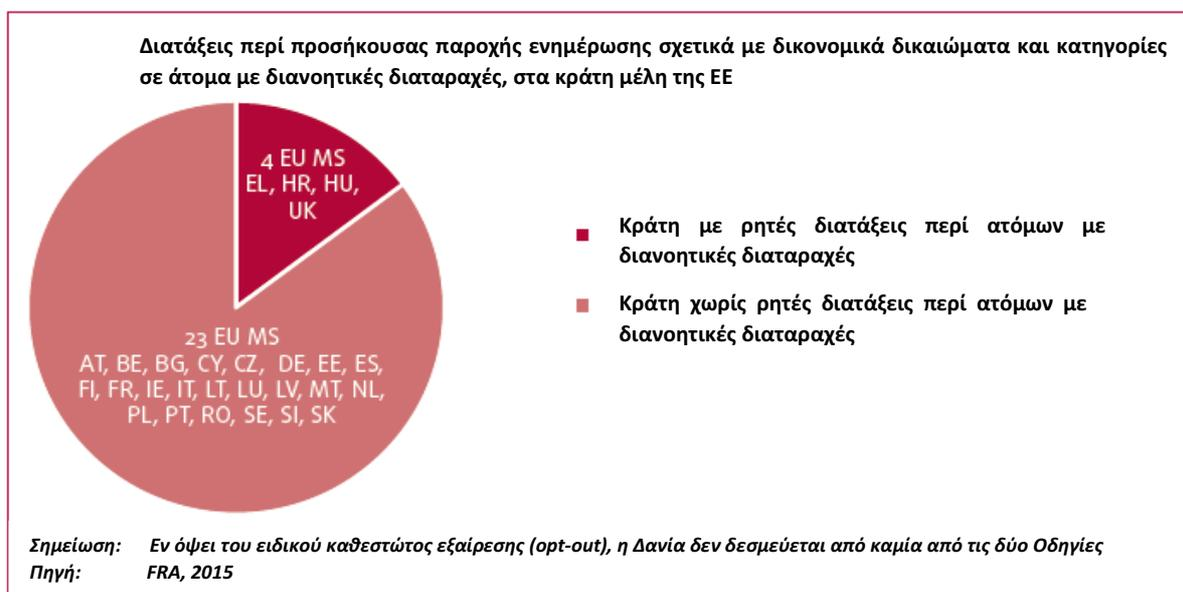 Διατάξεις περί προσήκουσας παροχής ενημέρωσης σχετικά με δικονομικά δικαιώματα και κατηγορίες
σε άτομα με διανοητικές διαταραχές, στα κράτη μέλη της ΕΕ
4 EU MS
EL, HR, HU,
UK
23 EU MS
AT, BE, BG, CY, CZ, DE, EE, ES,
FI, FR, IE, IT, LT, LU, LV, MT, NL,
PL, PT, RO, SE, SI, SK
Κράτη με ρητές διατάξεις περί ατόμων με
διανοητικές διαταραχές
Κράτη χωρίς ρητές διατάξεις περί ατόμων με
διανοητικές διαταραχές
Σημείωση: Εν όψει του ειδικού καθεστώτος εξαίρεσης (opt-out), η Δανία δεν δεσμεύεται από καμία από τις δύο Οδηγίες
Πηγή: FRA, 2015